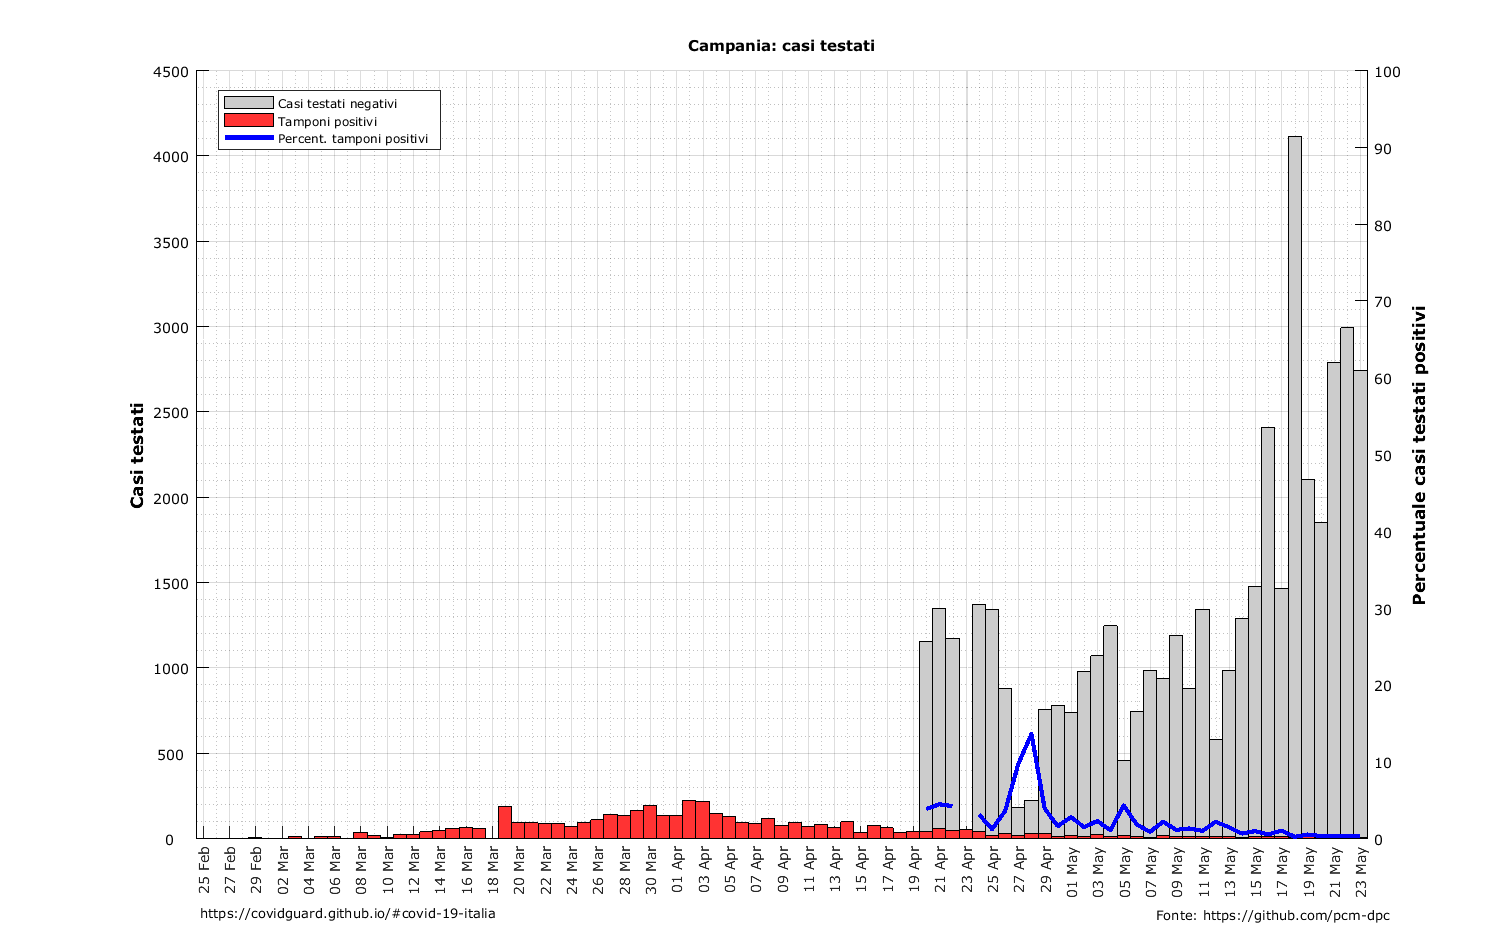 Campania: casi testati
Casi testati negativi
Tamponi positivi
Percent. tamponi positivi
Casi testati
4500
4000
3500
3000
2500
2000
1500
1000
500
0
100
90
80
70
60
50
40
30
20
10
0
Percentuale casi testati positivi
25 Feb
27 Feb
29 Feb
02 Mar
04 Mar
06 Mar
08 Mar
10 Mar
12 Mar
14 Mar
16 Mar
18 Mar
20 Mar
22 Mar
24 Mar
26 Mar
28 Mar
30 Mar
01 Apr
03 Apr
05 Apr
07 Apr
09 Apr
11 Apr
13 Apr
15 Apr
17 Apr
19 Apr
21 Apr
23 Apr
25 Apr
27 Apr
29 Apr
01 May
03 May
05 May
07 May
09 May
11 May
13 May
15 May
17 May
19 May
21 May
23 May
https://covidguard.github.io/#covid-19-italia
Fonte: https://github.com/pcm-dpc